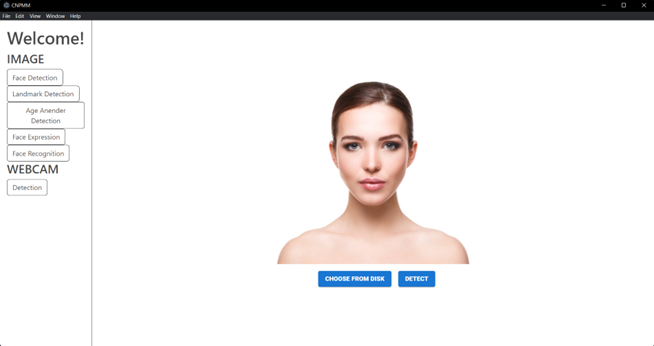 CNPMM
File Edit View Window Help
Welcome!
IMAGE
Face Detection
Landmark Detection
Age Anender
Detection
Face Expression
Face Recognition
WEBCAM
Detection
CHOOSE FROM DISK DETECT